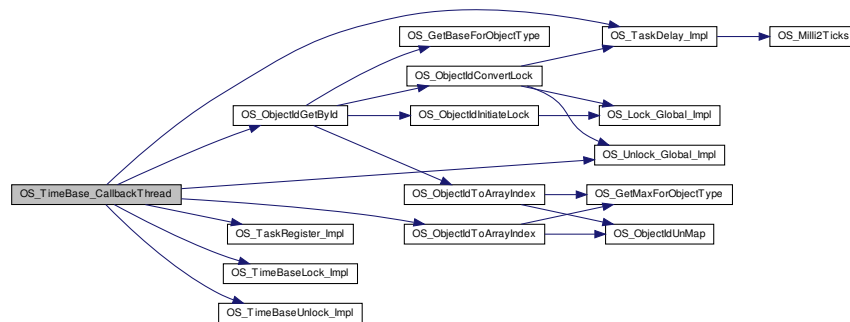 OS_TimeBase_CallbackThread
OS_ObjectIdGetById
OS_TaskRegister_Impl
OS_TimeBaseLock_Impl
OS_TimeBaseUnlock_Impl
OS_GetBaseForObjectType
OS_ObjectIdConvertLock
OS_ObjectIdInitiateLock
OS_ObjectIdToArrayIndex
OS_ObjectIdToArrayIndex
OS_TaskDelay_Impl
OS_Lock_Global_Impl
OS_Unlock_Global_Impl
OS_GetMaxForObjectType
OS_ObjectIdUnMap
OS_Milli2Ticks